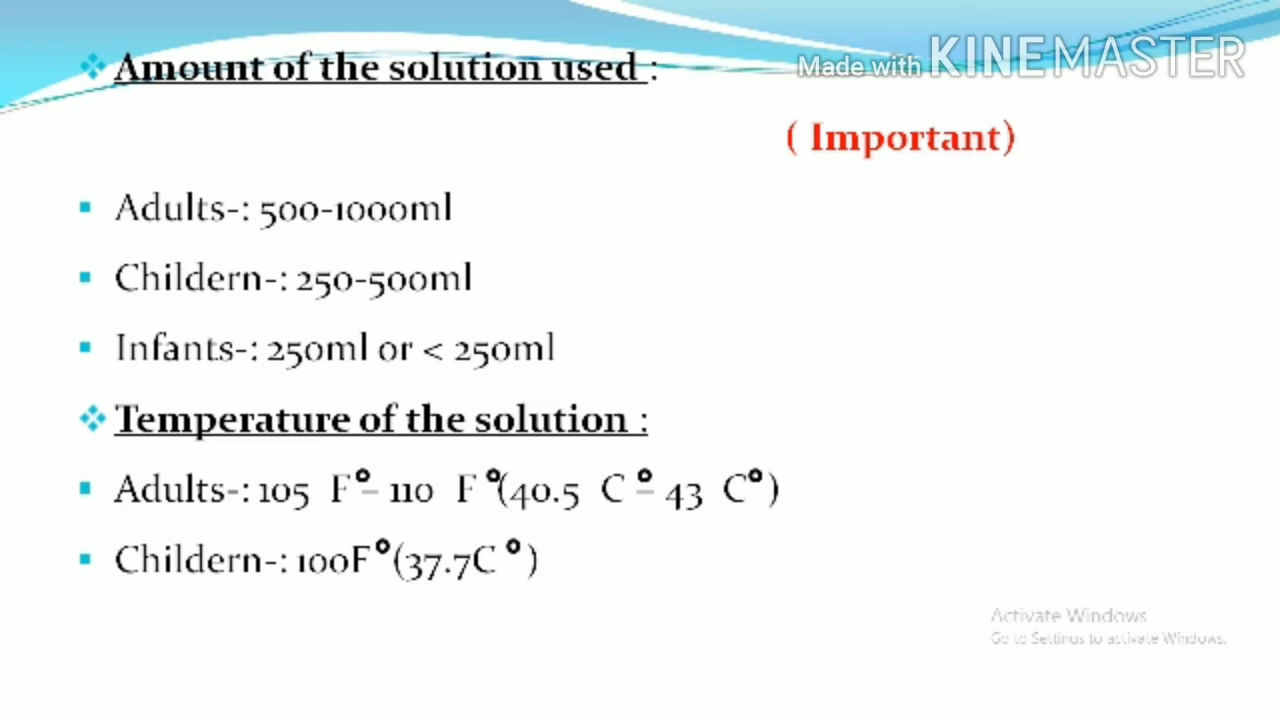 Amount of the solution used :
Made with KINEMASTER
( Important)
Adults-: 500-1000ml
Childern-: 250-500ml
Infants-: 250ml or < 250ml
Temperature of the solution :
Adults-: 105 F°– 110 F°(40.5 C°– 43 C°)
Childern-: 100F°(37.7C°)
Activate Windows
Go to Settings to activate Windows.